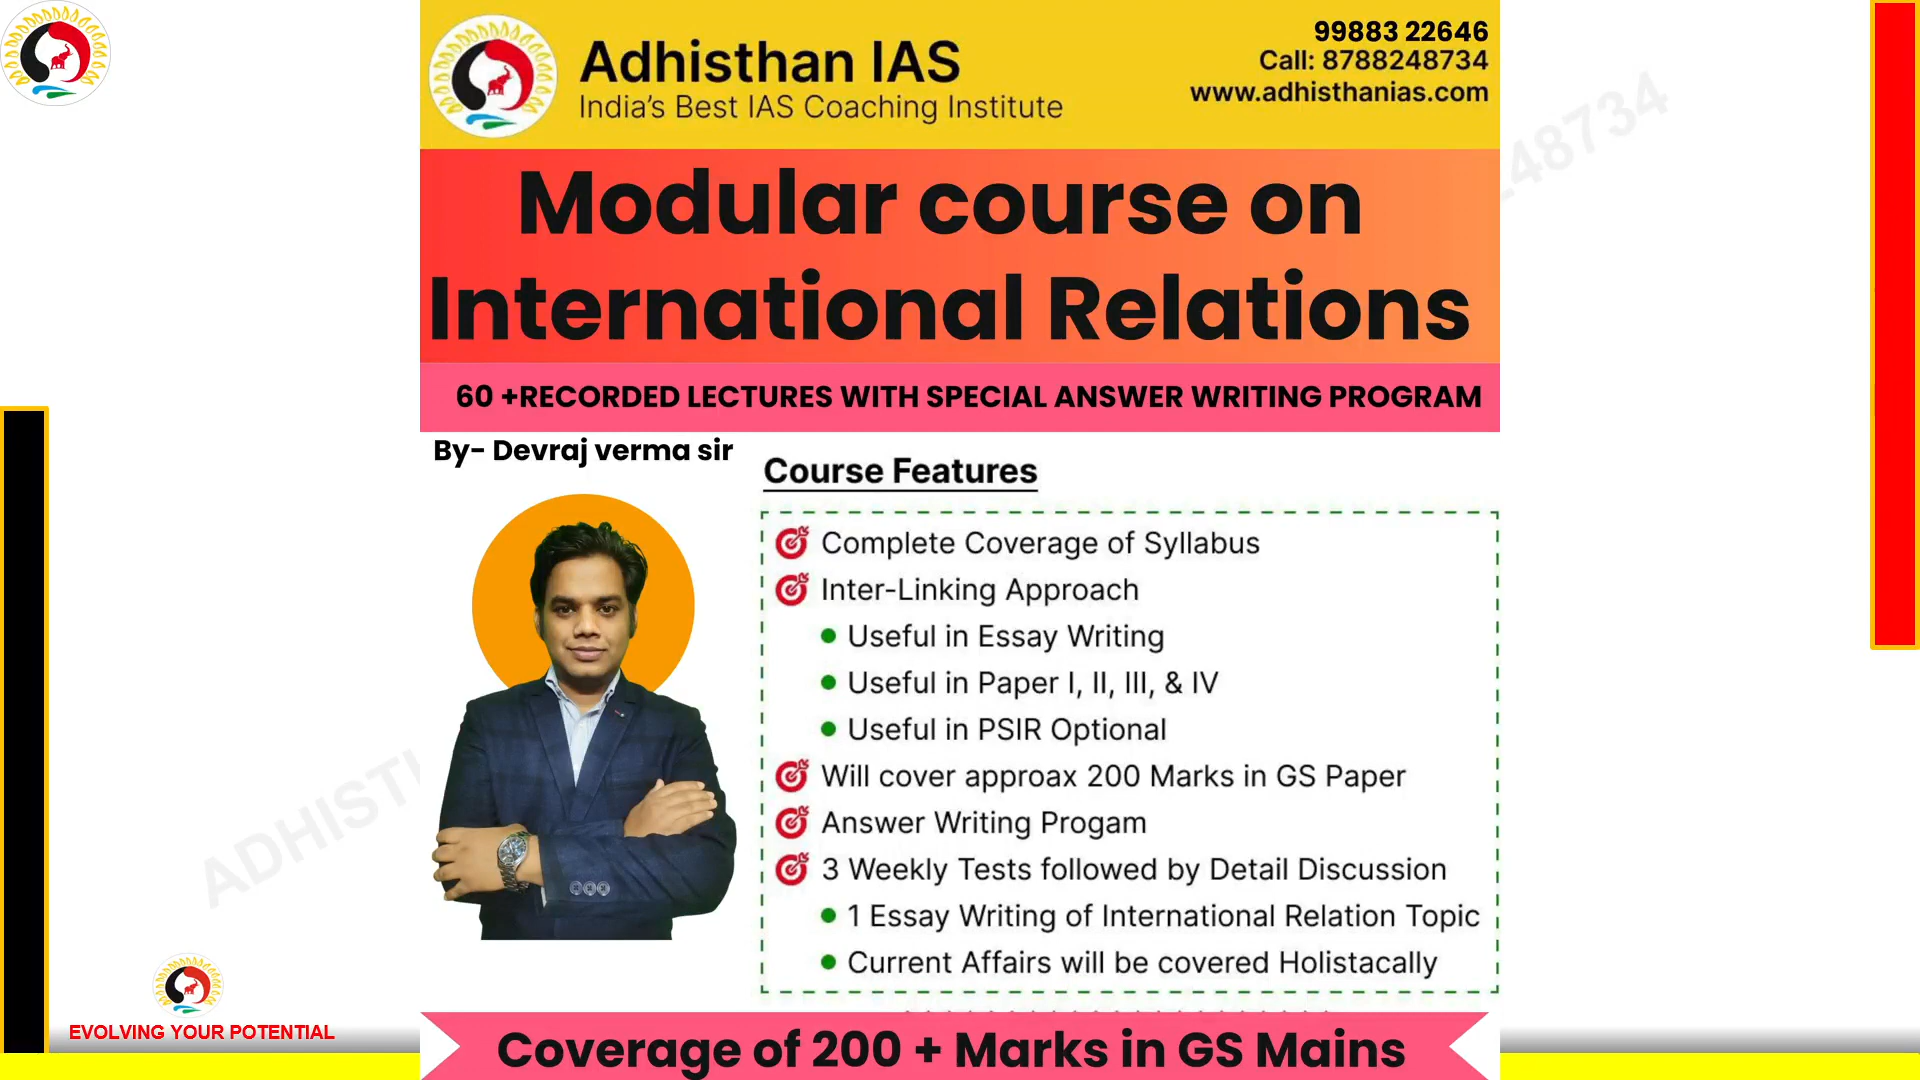 Adhisthan IAS
India's Best IAS Coaching Institute
99883 22646
Call: 8788248734
www.adhisthanias.com
Modular course on
International Relations
60 +RECORDED LECTURES WITH SPECIAL ANSWER WRITING PROGRAM
By- Devraj verma sir
Course Features
Complete Coverage of Syllabus
Inter-Linking Approach
Useful in Essay Writing
Useful in Paper I, II, III, & IV
Useful in PSIR Optional
Will cover approax 200 Marks in GS Paper
Answer Writing Progam
3 Weekly Tests followed by Detail Discussion
1 Essay Writing of International Relation Topic
Current Affairs will be covered Holistacally
Coverage of 200 + Marks in GS Mains
EVOLVING YOUR POTENTIAL